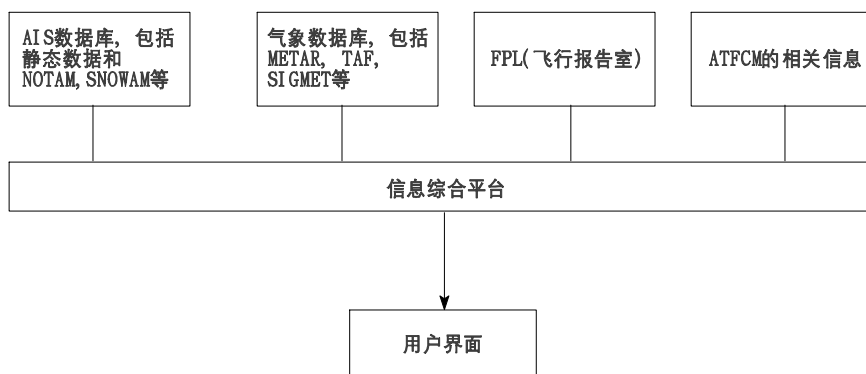 AIS数据库, 包括
静态数据和
NOTAM,SNOWAM等
气象数据库, 包括
METAR, TAF,
SIGMET等
FPL(飞行报告室)
ATFCM的相关信息
信息综合平台
用户界面